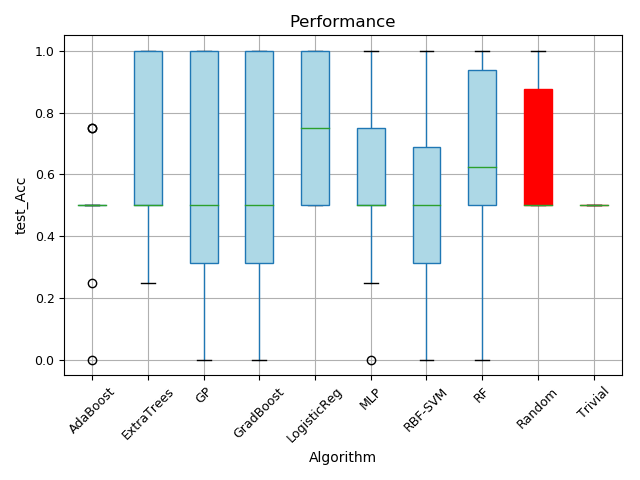 Performance
test_Acc
1.0
0.8
0.6
0.4
0.2
0.0
AdaBoost
ExtraTrees
GP
GradBoost
LogisticReg
MLP
RBF-SVM
RF
Random
Trivial
Algorithm